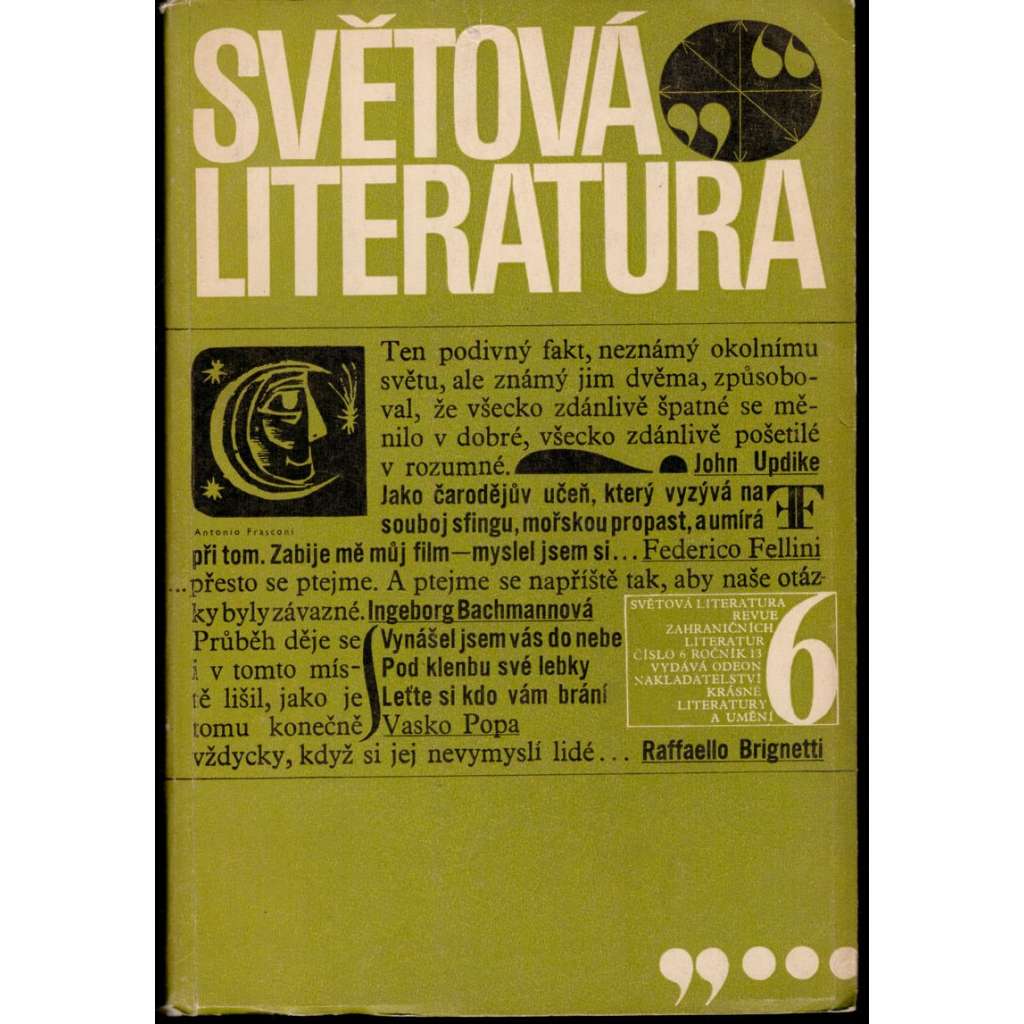 SVĚTOVÁ
LITERATURA
Antonio Frasconi
Ten podivný fakt, neznámý okolnímu
světu, ale známý jim dvěma, způsobo-
val, že všecko zdánlivě špatné se mě-
nilo v dobré, všecko zdánlivě pošetilé
v rozumné. John Updike
Jako čarodějův učeň, který vyzývá na
souboj sfingu, mořskou propast, a umírá
při tom. Zabije mě můj film—myslel jsem si... Federico Fellini
...přesto se ptejme. A ptejme se napříště tak, aby naše otáz-
ky byly závazné. Ingeborg Bachmannová
Průběh děje se
i v tomto mís-
tě lišil, jako je
tomu konečně
vždycky, když si jej nevymyslí lidé... Raffaello Brignetti
Vynášel jsem vás do nebe
Pod klenbu své lebky
Leťte si kdo vám brání
Vasko Popa
SVĚTOVÁ LITERATURA
REVUE
ZAHRANIČNÍCH
LITERATUR
ČÍSLO 6 ROČNÍK 13
VYDÁVÁ ODEON
NAKLADATELSTVÍ
KRÁSNÉ
LITERATURY
A UMĚNÍ
6